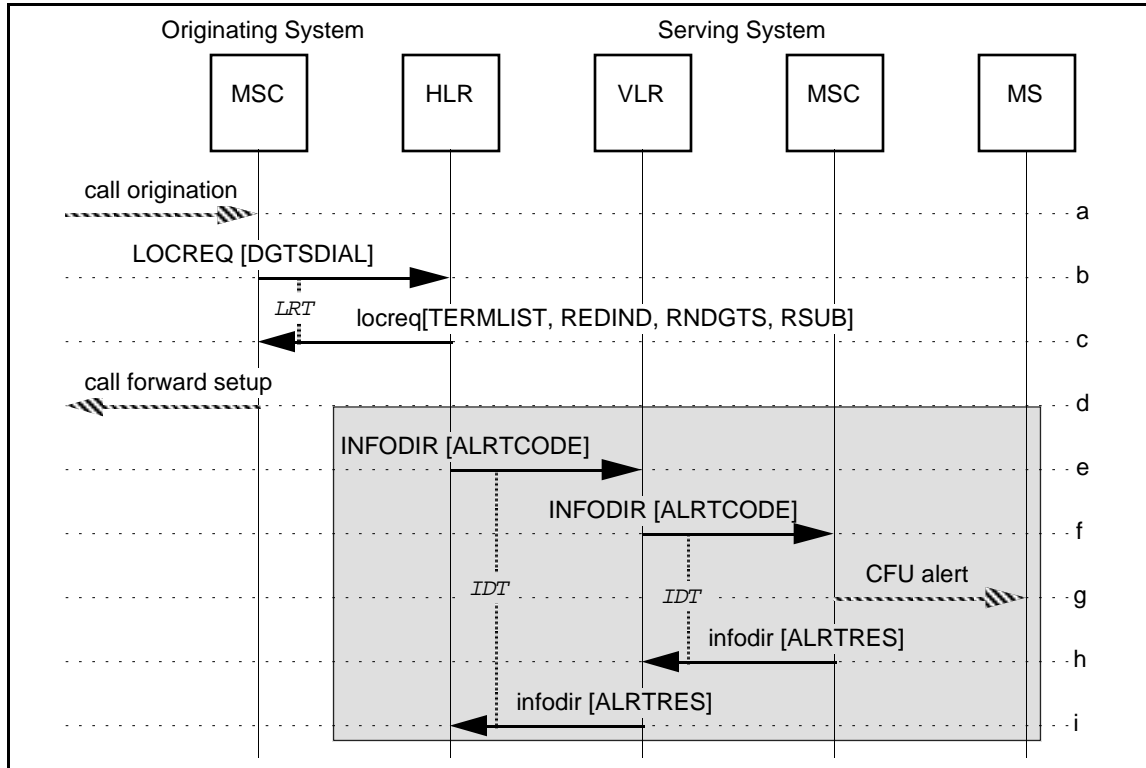 Originating System
Serving System
MSC
HLR
VLR
MSC
MS
call origination
a
LOCREQ [DGTSDIAL]
b
LRT
locreq[TERMLIST, REDIND, RNDGTS, RSUB]
c
call forward setup
d
INFODIR [ALRTCODE]
e
INFODIR [ALRTCODE]
f
CFU alert
IDT
IDT
g
infodir [ALRTRES]
h
infodir [ALRTRES]
i